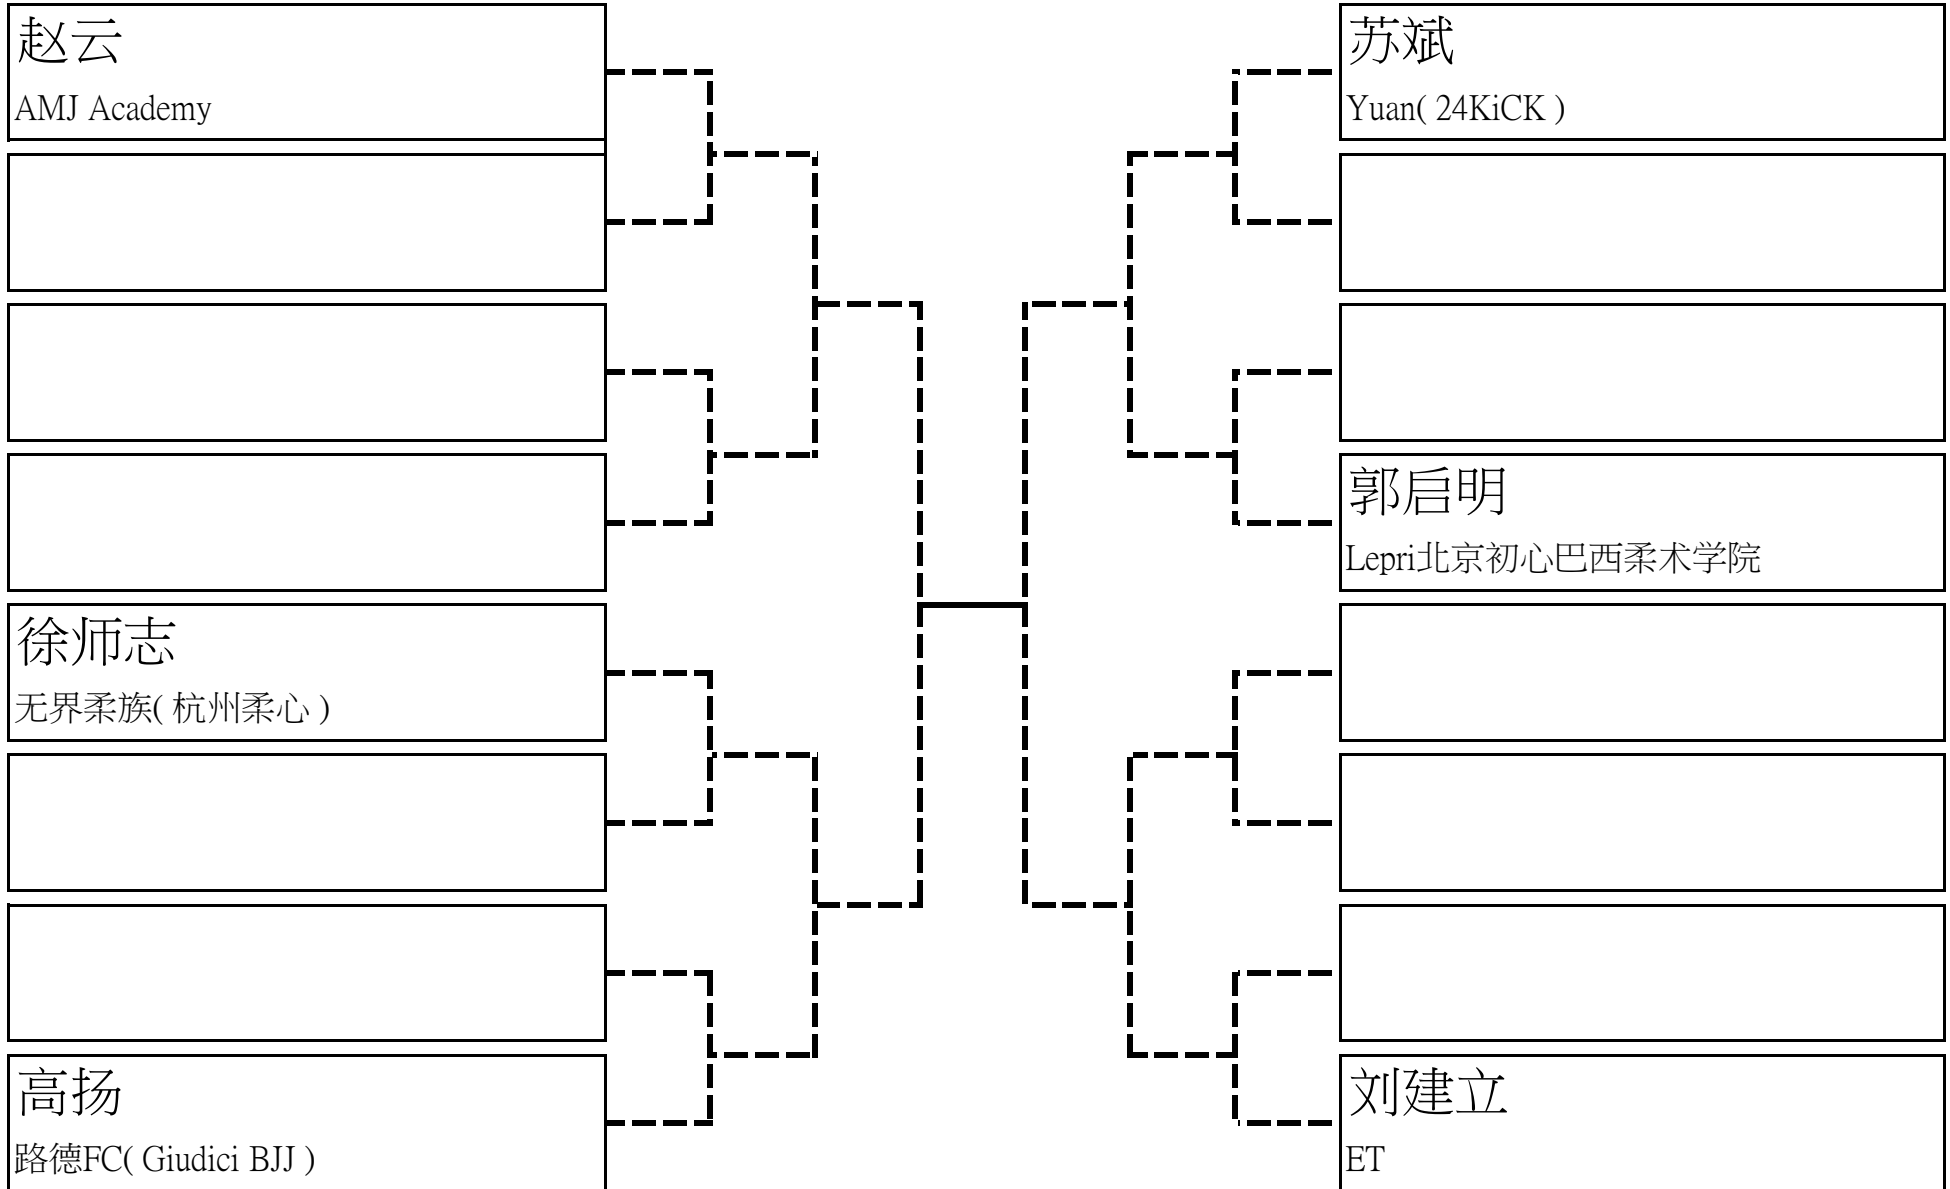 赵云
AMJ Academy
徐师志
无界柔族( 杭州柔心 )
高扬
路德FC( Giudici BJJ )
苏斌
Yuan( 24KiCK )
郭启明
Lepri北京初心巴西柔术学院
刘建立
ET